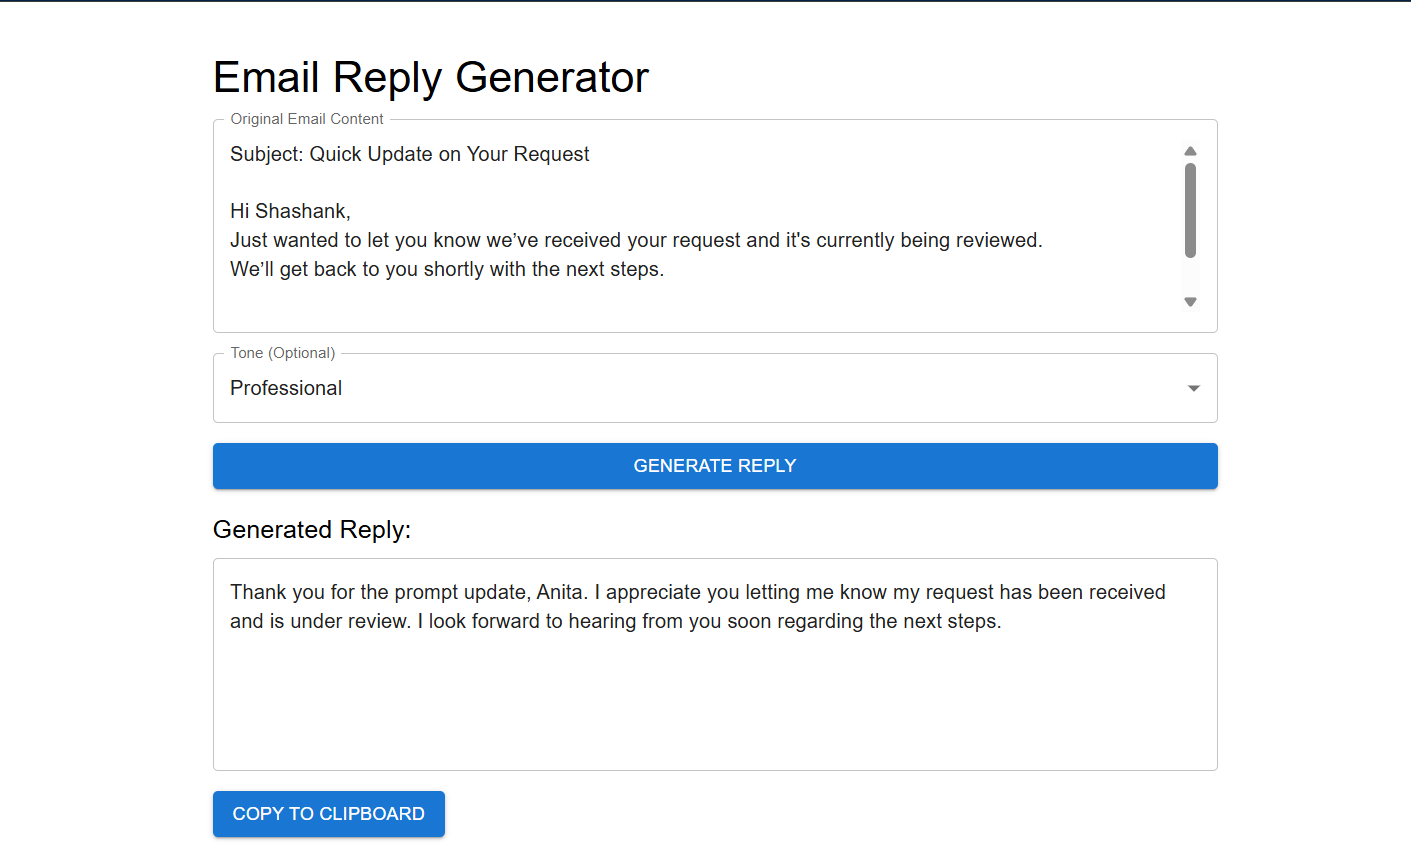 Email Reply Generator
Original Email Content
Subject: Quick Update on Your Request
Hi Shashank,
Just wanted to let you know we’ve received your request and it's currently being reviewed.
We’ll get back to you shortly with the next steps.
Tone (Optional)
Professional
GENERATE REPLY
Generated Reply:
Thank you for the prompt update, Anita. I appreciate you letting me know my request has been received
and is under review. I look forward to hearing from you soon regarding the next steps.
COPY TO CLIPBOARD